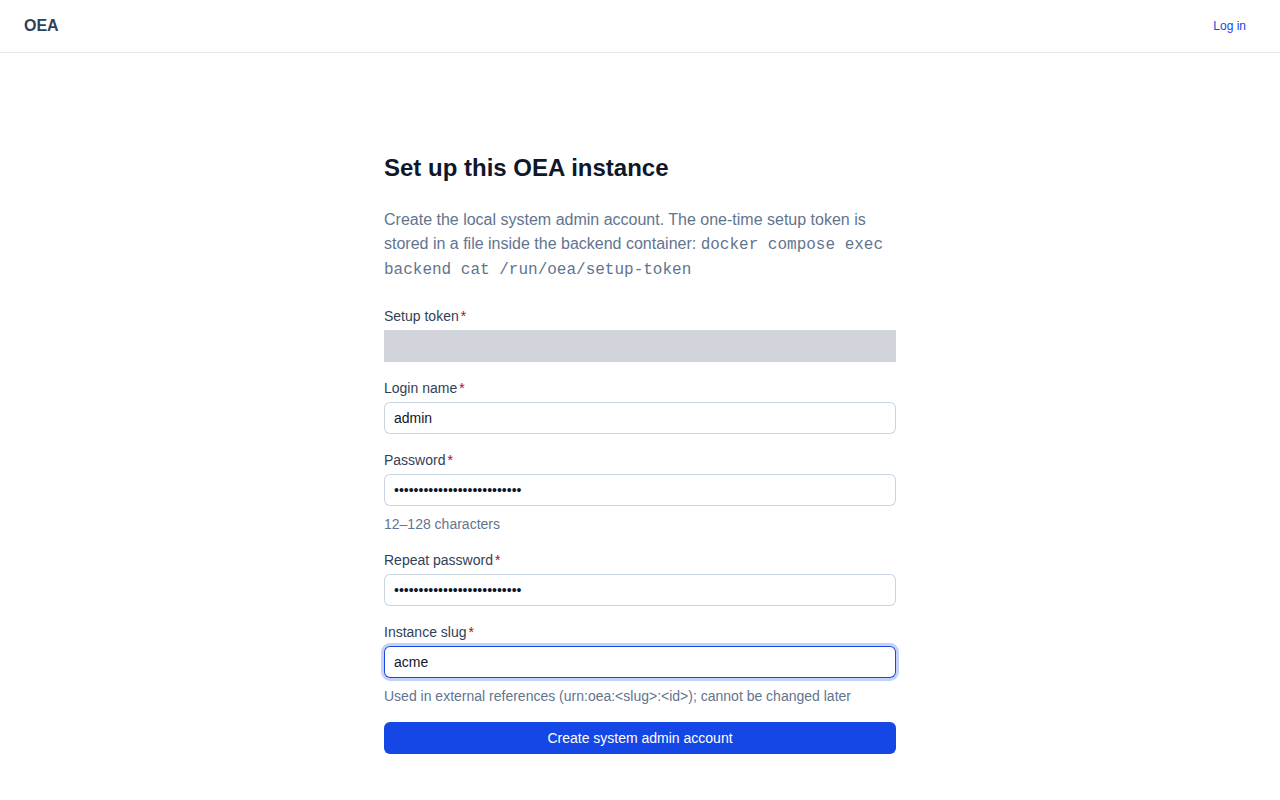 OEA
Log in
Set up this OEA instance
Create the local system admin account. The one-time setup token is
stored in a file inside the backend container: docker compose exec
backend cat /run/oea/setup-token
Setup token*
Login name*
admin
Password*
••••••••••••••••••••••••••
12–128 characters
Repeat password*
••••••••••••••••••••••••••
Instance slug*
acme
Used in external references (urn:oea:<slug>:<id>); cannot be changed later
Create system admin account